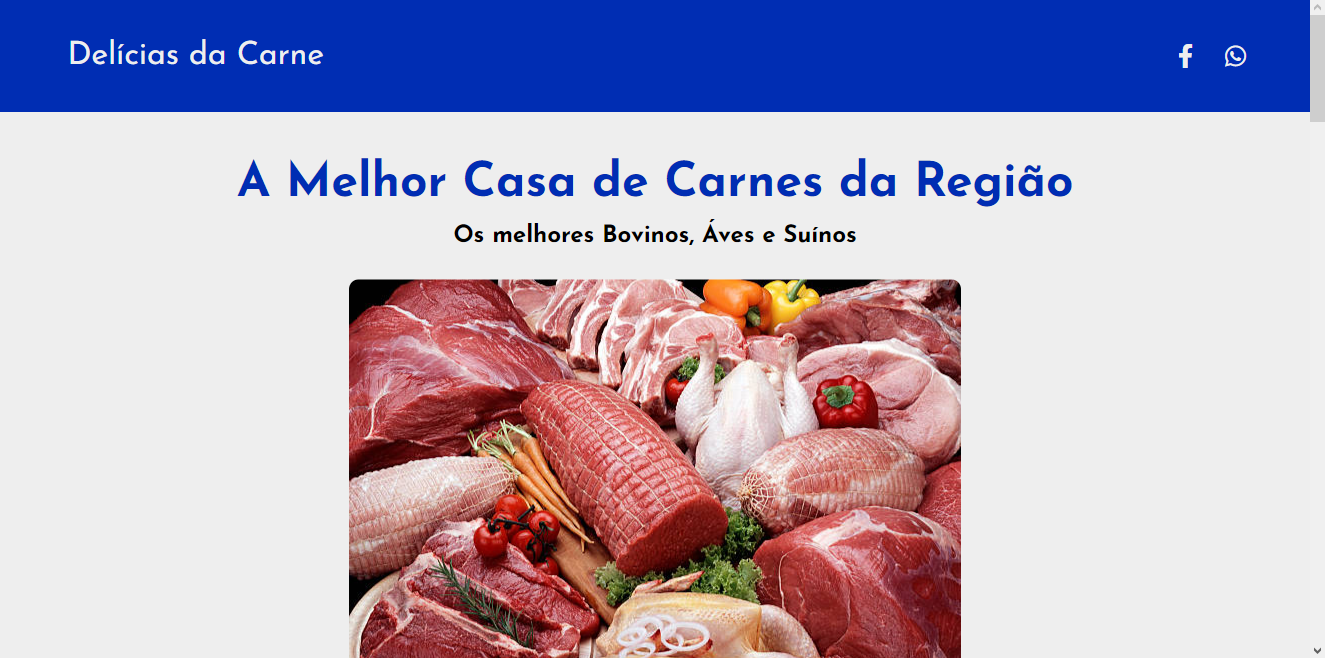 Delícias da Carne
A Melhor Casa de Carnes da Região
Os melhores Bovinos, Áves e Suínos